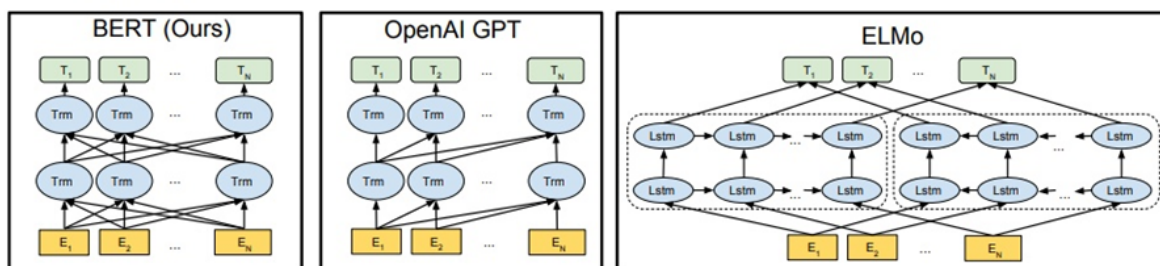 BERT (Ours) OpenAI GPT ELMo
T1 T2 ... TN T1 T2 ... TN T1 T2 ... TN
Trm Trm ... Trm Trm Trm ... Trm Lstm Lstm ... Lstm Lstm Lstm ... Lstm
Trm Trm ... Trm Trm Trm ... Trm Lstm Lstm ... Lstm Lstm Lstm ... Lstm
E1 E2 ... EN E1 E2 ... EN E1 E2 ... EN